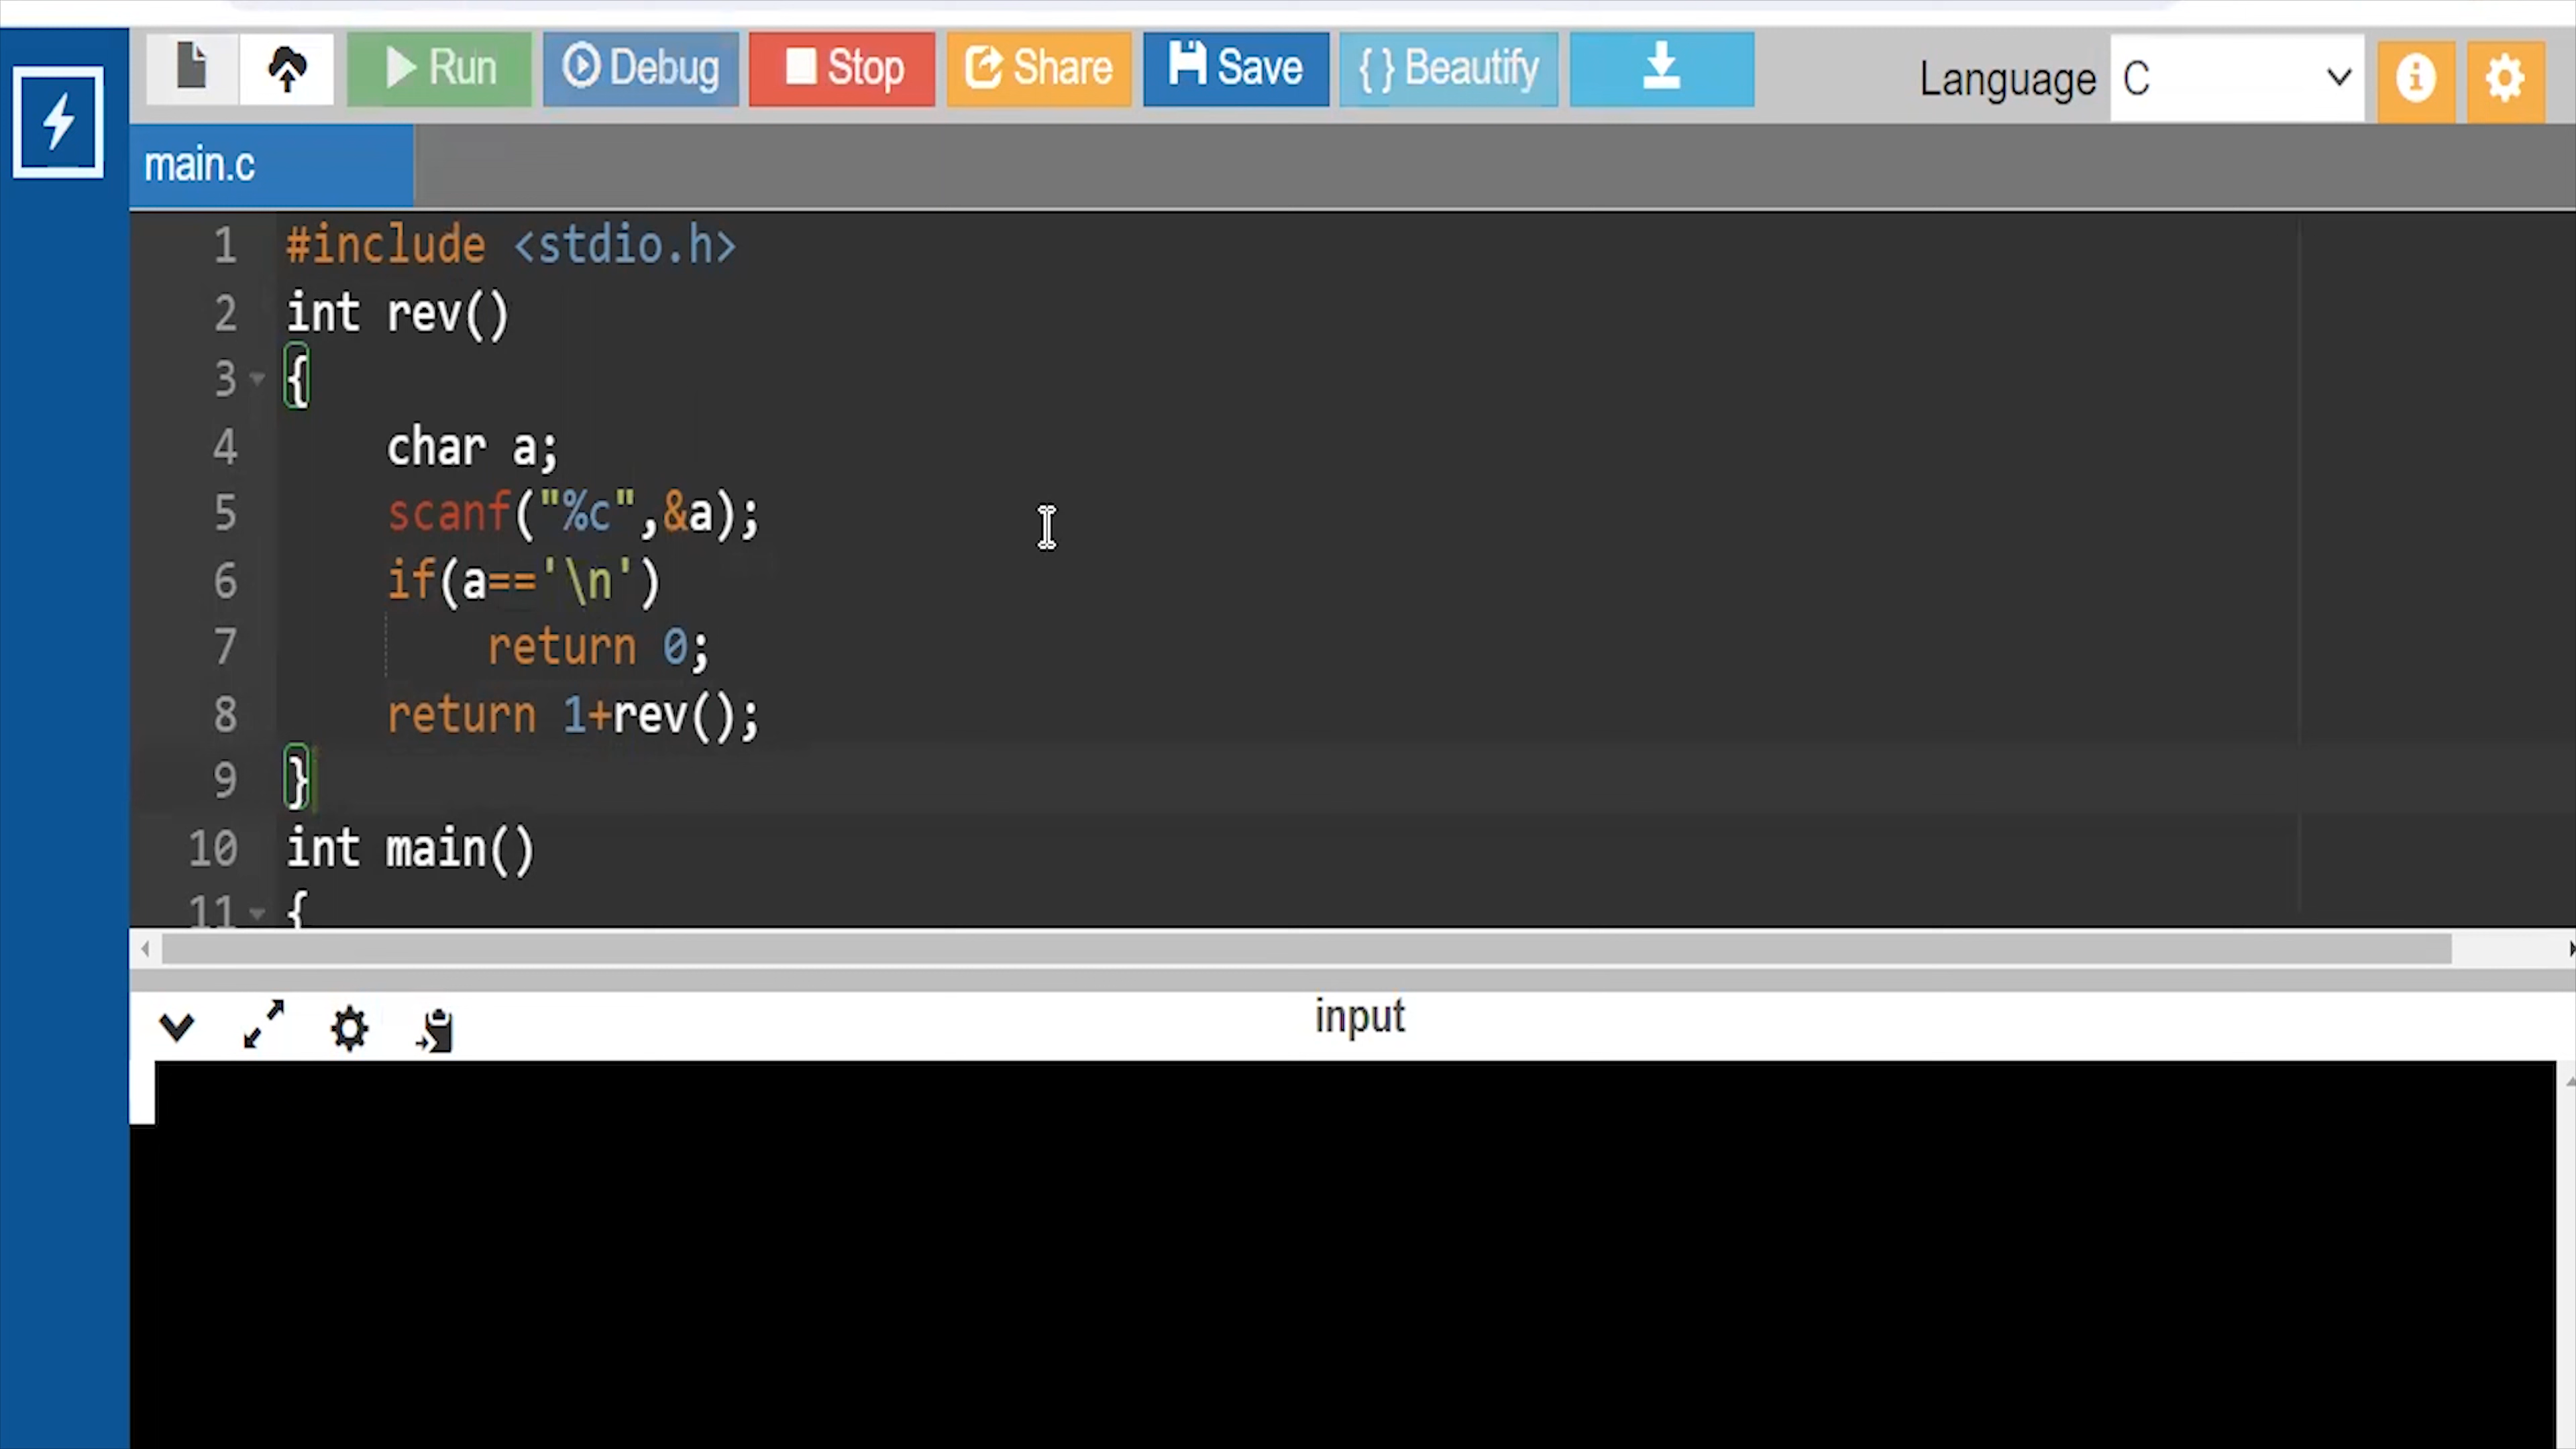 Run Debug Stop Share Save { } Beautify Language C
main.c
1 #include <stdio.h>
2 int rev()
3 {
4 char a;
5 scanf("%c",&a);
6 if(a=='\n')
7 return 0;
8 return 1+rev();
9 }
10 int main()
11 {
input